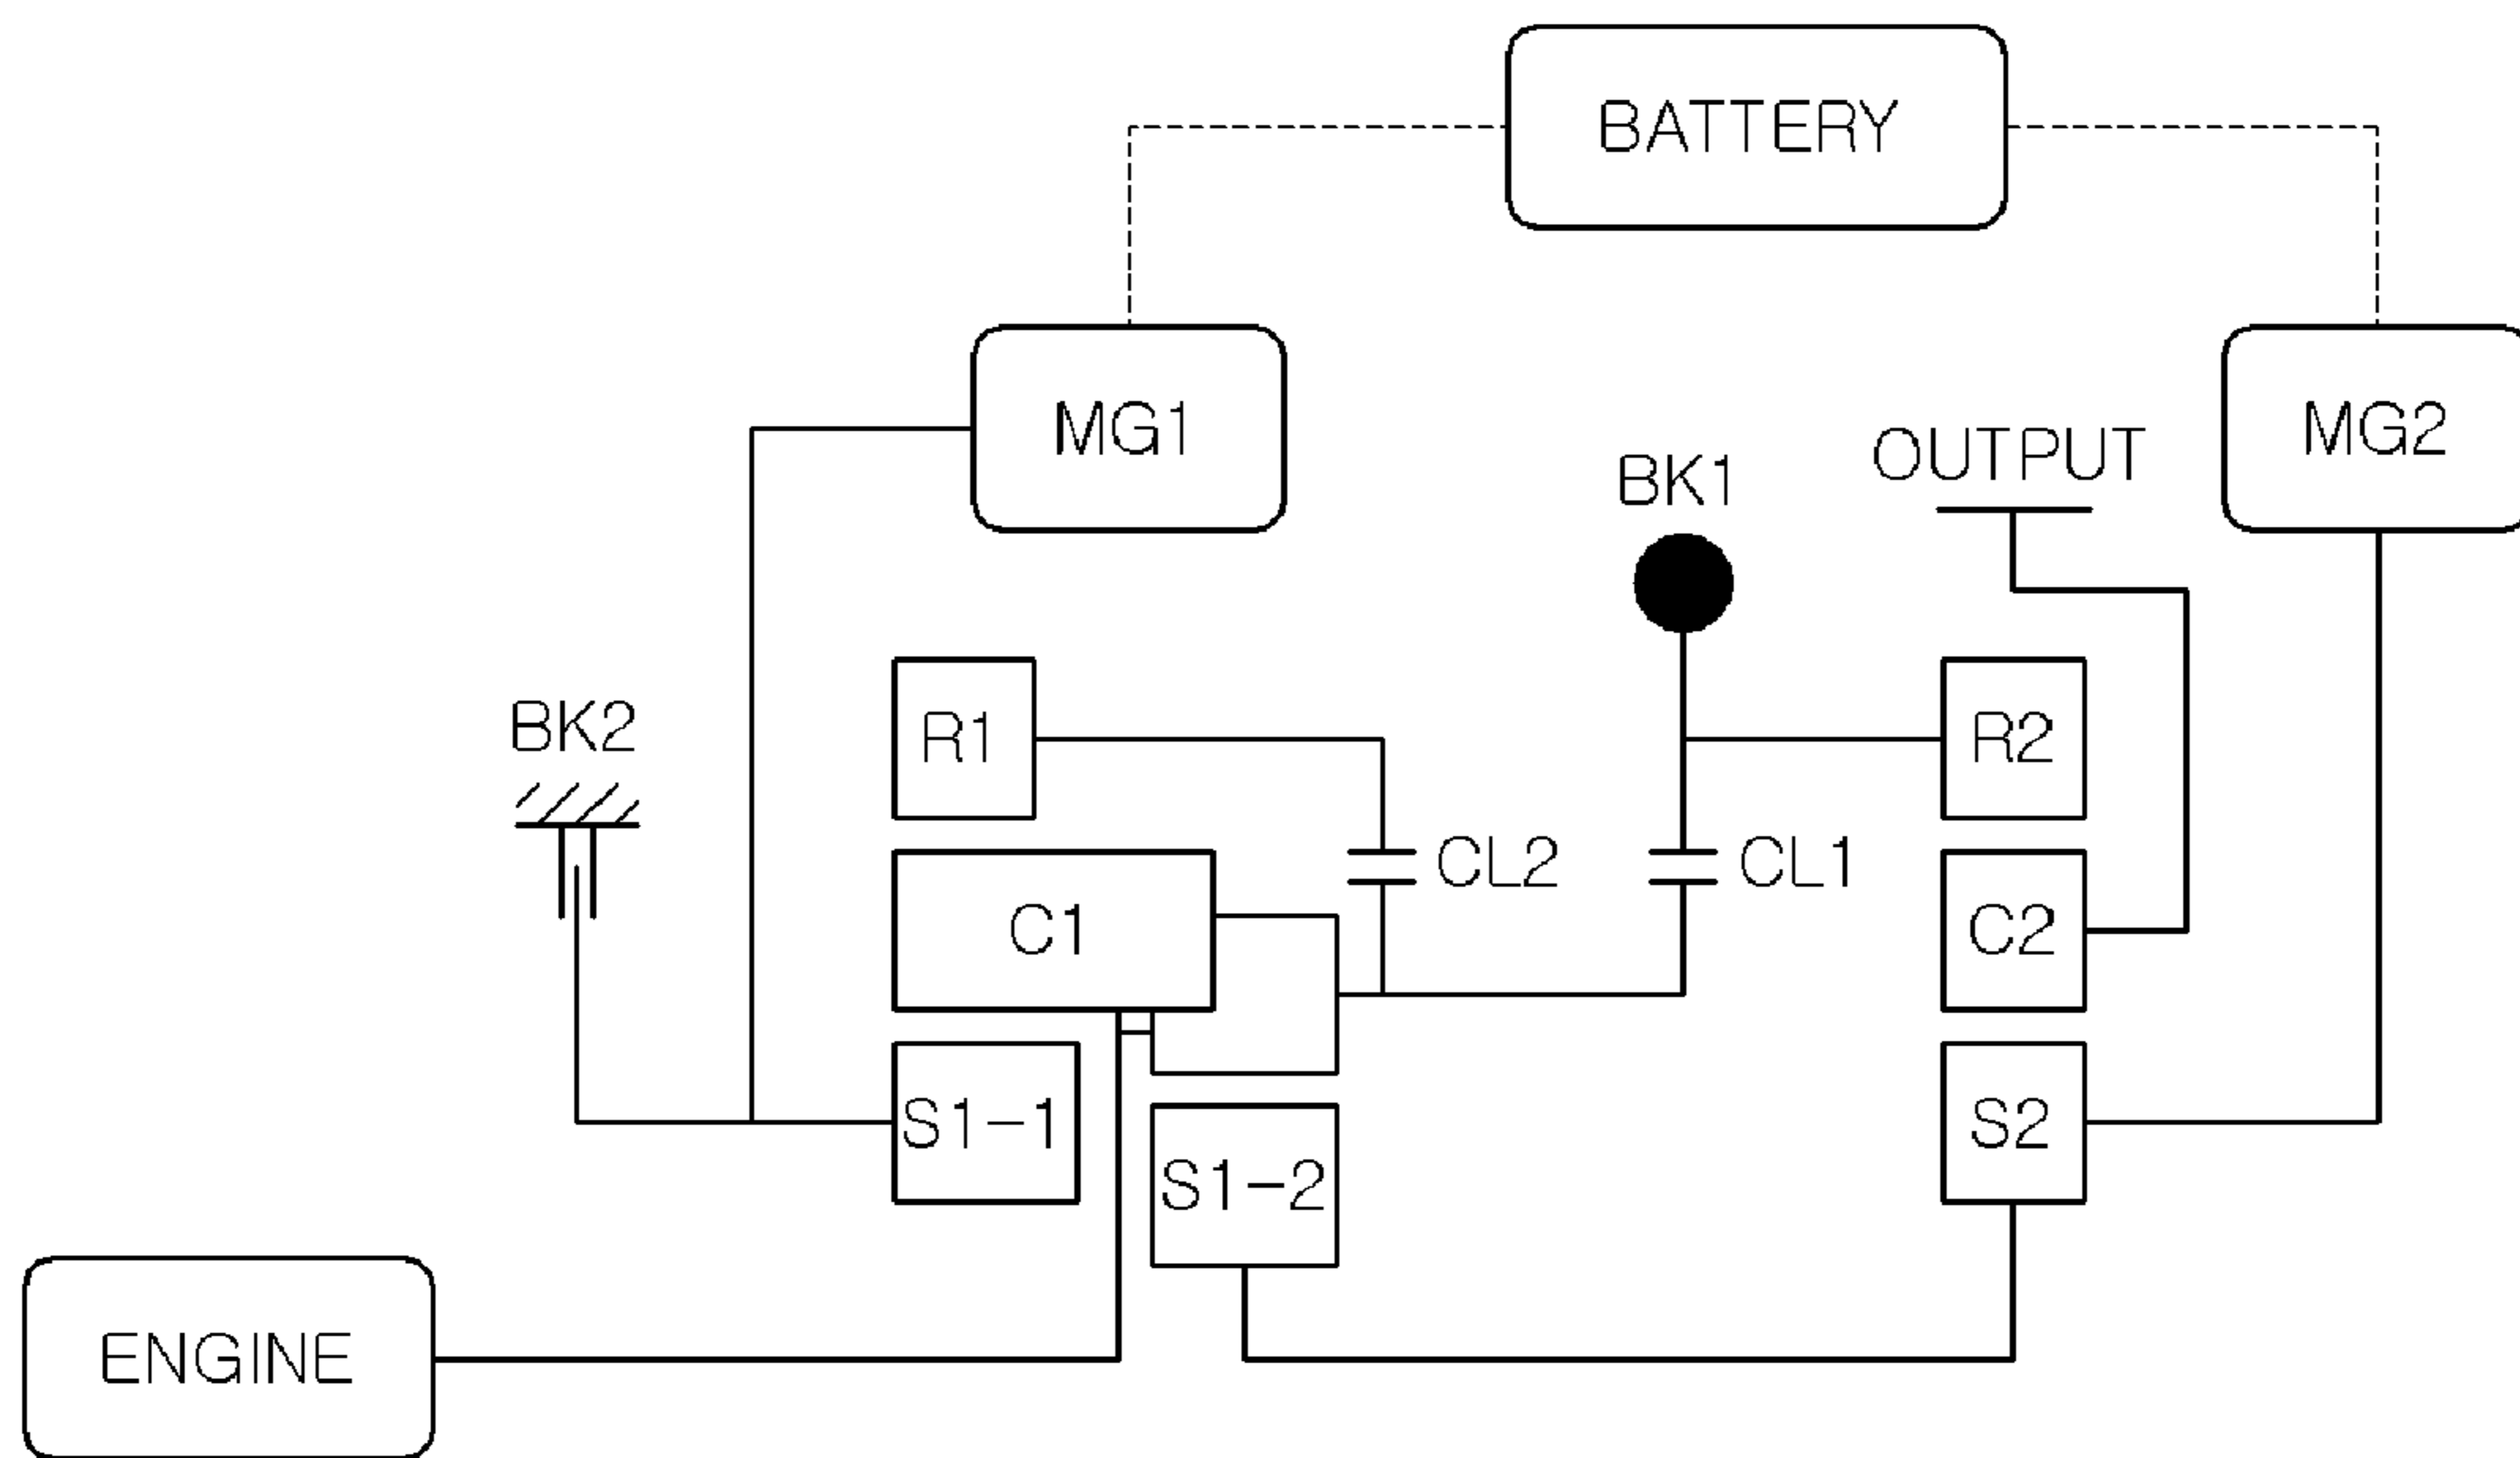 BATTERY
MG1
MG2
OUTPUT
BK1
BK2
R1
R2
CL2
CL1
C1
C2
S1-1
S2
S1-2
ENGINE